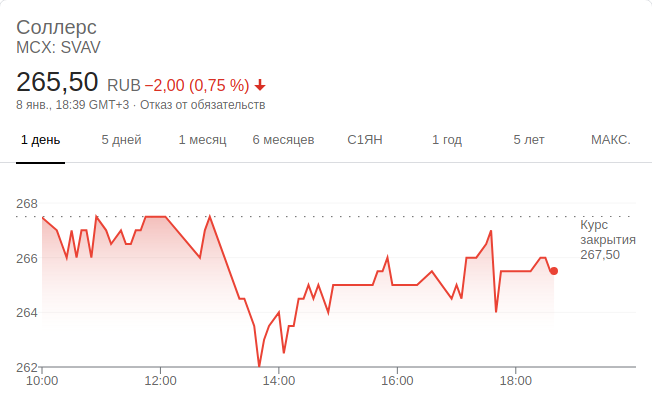 Соллерс
MCX: SVAV
265,50 RUB −2,00 (0,75 %)
8 янв., 18:39 GMT+3 · Отказ от обязательств
1 день 5 дней 1 месяц 6 месяцев С1ЯН 1 год 5 лет МАКС.
268
266
264
262
Курс
закрытия
267,50
10:00 12:00 14:00 16:00 18:00